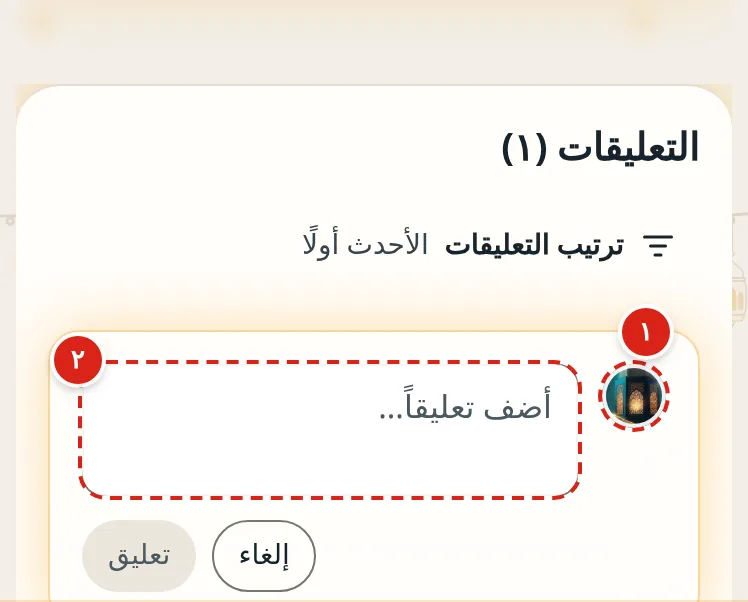 التعليقات (١)
ترتيب التعليقات الأحدث أولًا
١
٢
أضف تعليقاً...
إلغاء
تعليق